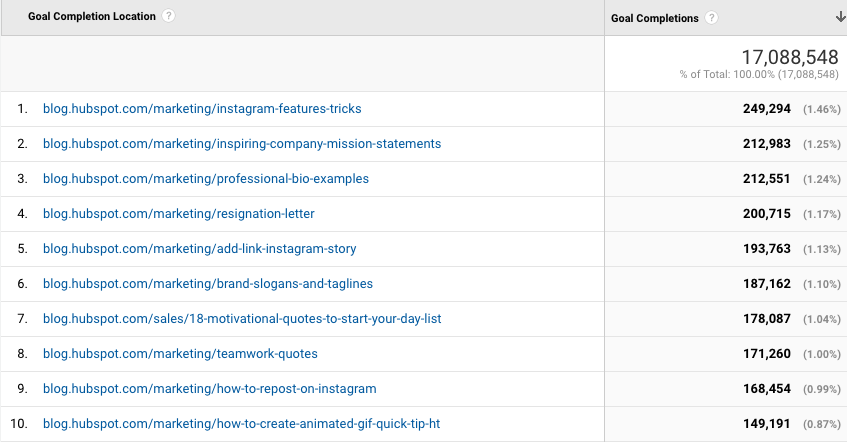 Goal Completion Location ? Goal Completions ? ↓
17,088,548
% of Total: 100.00% (17,088,548)
1. blog.hubspot.com/marketing/instagram-features-tricks 249,294 (1.46%)
2. blog.hubspot.com/marketing/inspiring-company-mission-statements 212,983 (1.25%)
3. blog.hubspot.com/marketing/professional-bio-examples 212,551 (1.24%)
4. blog.hubspot.com/marketing/resignation-letter 200,715 (1.17%)
5. blog.hubspot.com/marketing/add-link-instagram-story 193,763 (1.13%)
6. blog.hubspot.com/marketing/brand-slogans-and-taglines 187,162 (1.10%)
7. blog.hubspot.com/sales/18-motivational-quotes-to-start-your-day-list 178,087 (1.04%)
8. blog.hubspot.com/marketing/teamwork-quotes 171,260 (1.00%)
9. blog.hubspot.com/marketing/how-to-repost-on-instagram 168,454 (0.99%)
10. blog.hubspot.com/marketing/how-to-create-animated-gif-quick-tip-ht 149,191 (0.87%)